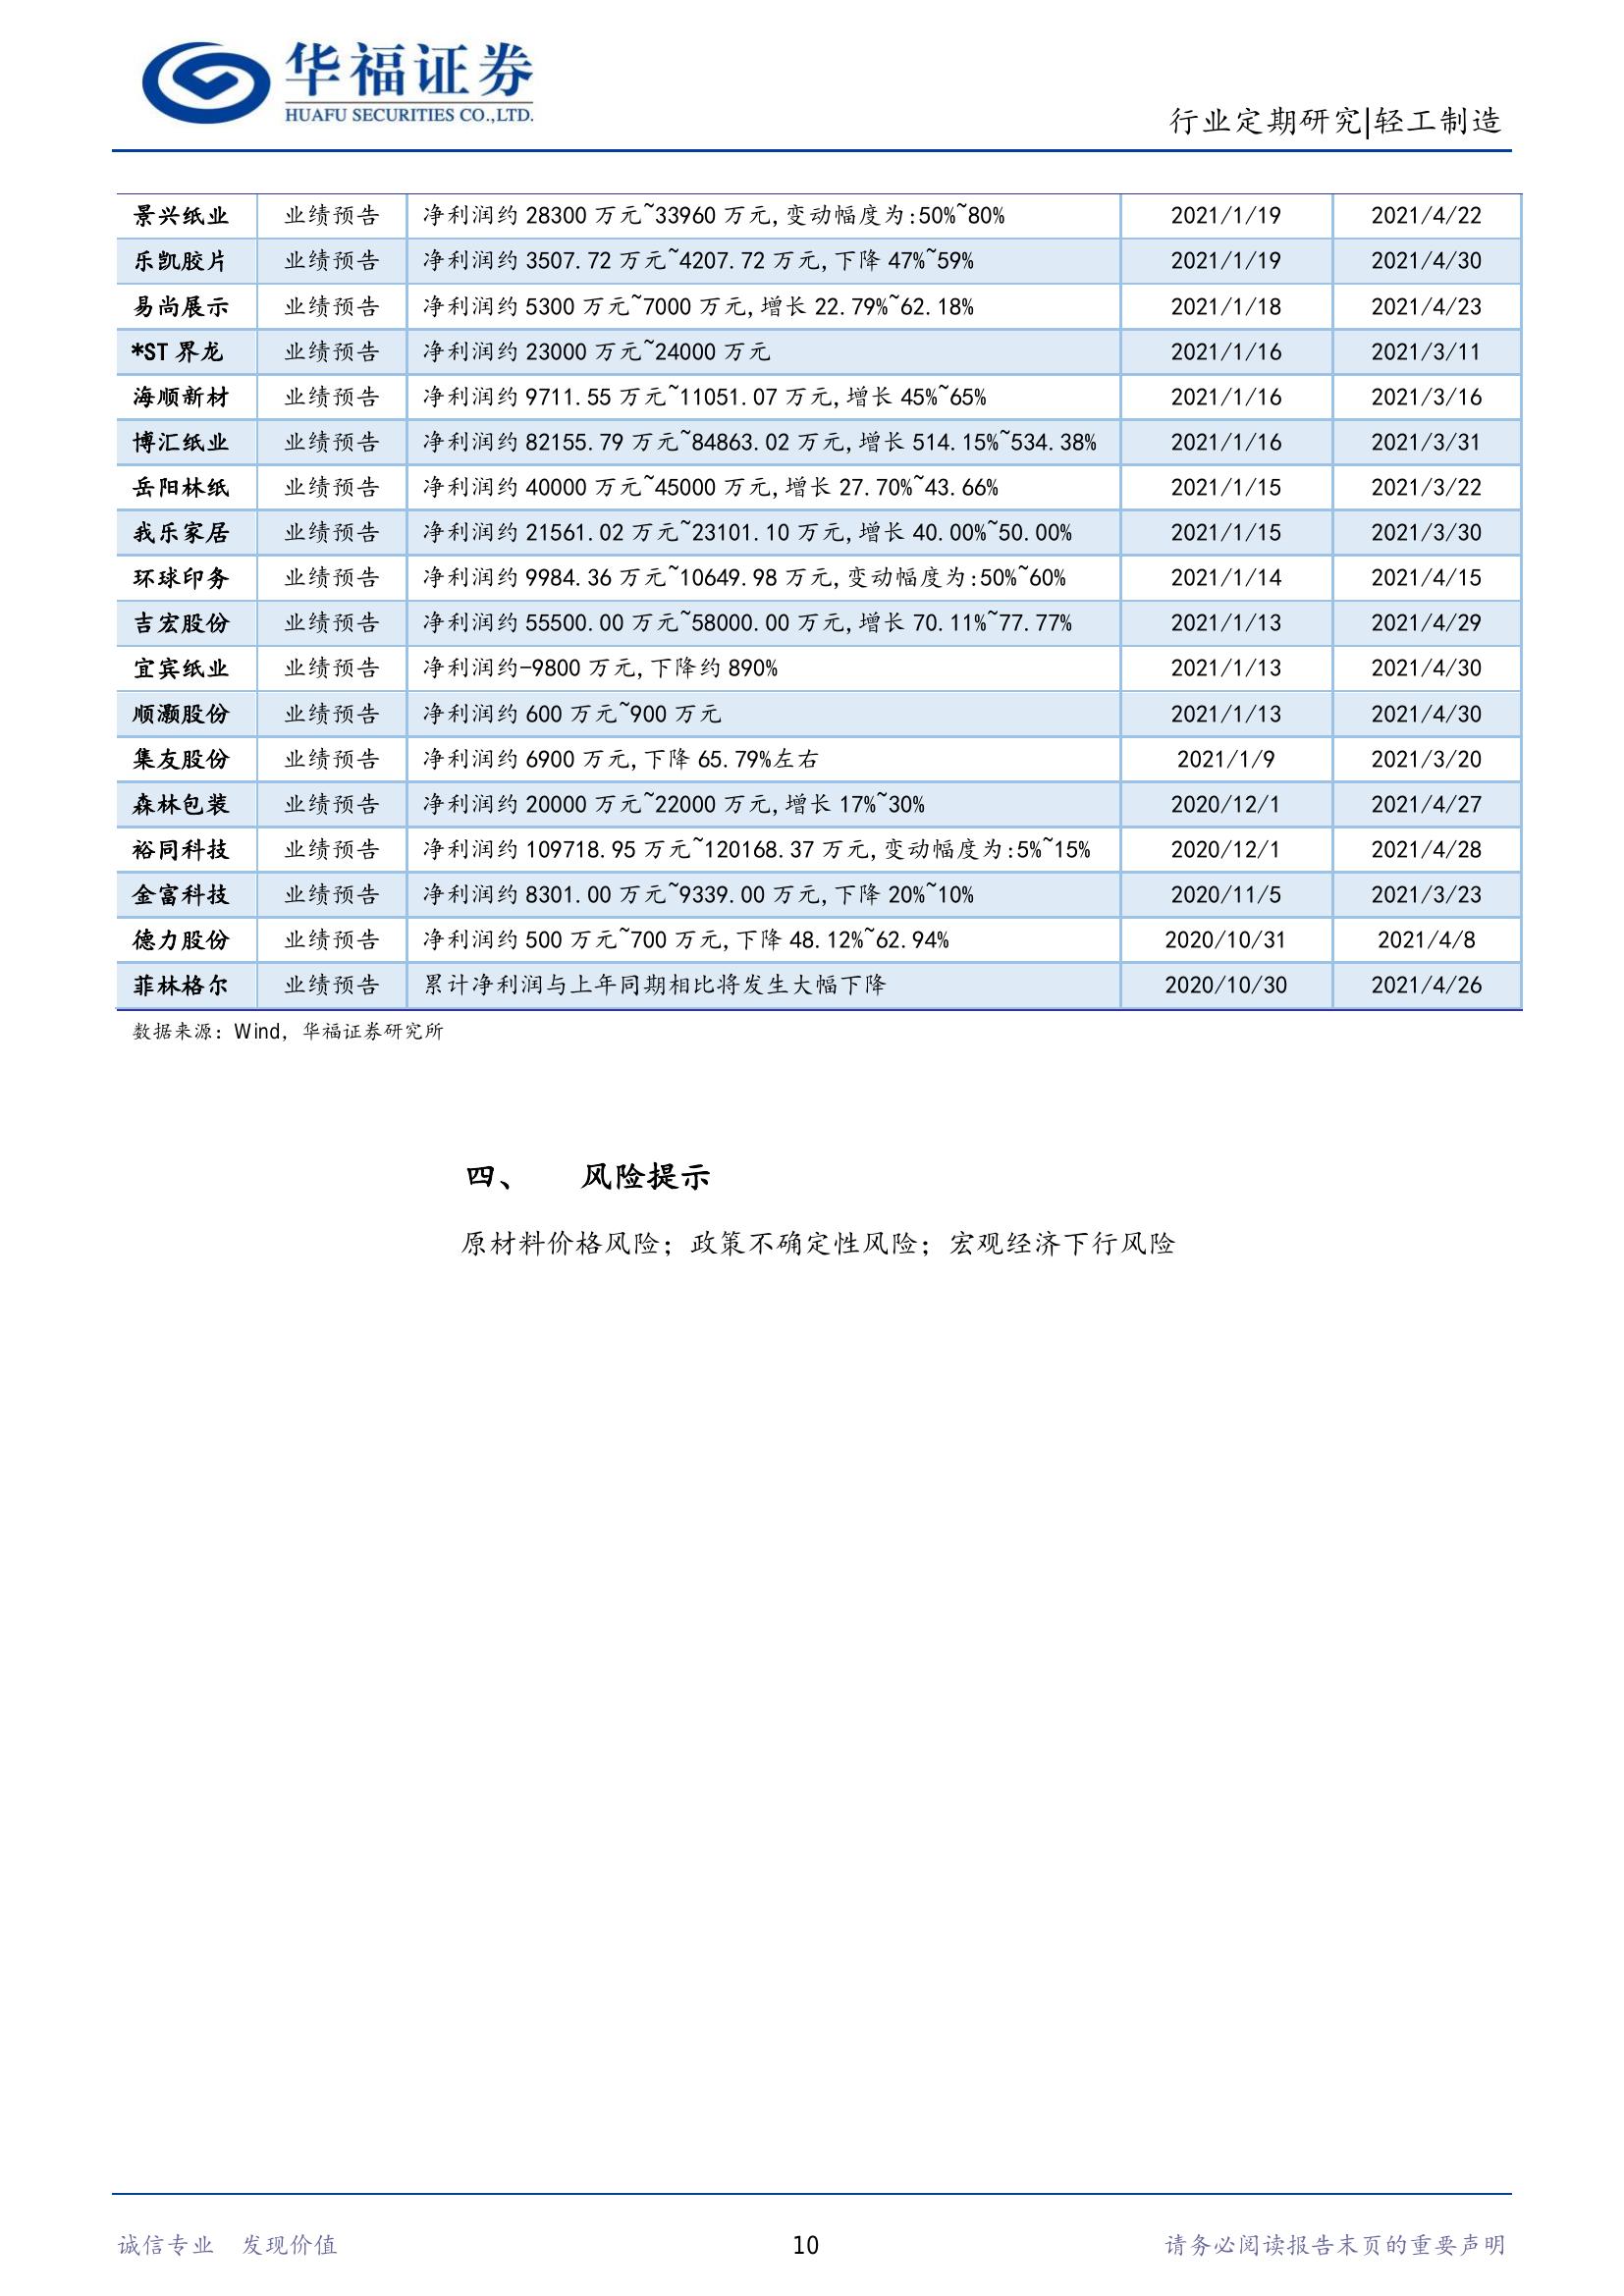 华福证券
HUAFU SECURITIES CO.,LTD.
行业定期研究|轻工制造
景兴纸业 业绩预告 净利润约 28300 万元~33960 万元,变动幅度为:50%~80% 2021/1/19 2021/4/22
乐凯胶片 业绩预告 净利润约 3507.72 万元~4207.72 万元,下降 47%~59% 2021/1/19 2021/4/30
易尚展示 业绩预告 净利润约 5300 万元~7000 万元,增长 22.79%~62.18% 2021/1/18 2021/4/23
*ST 界龙 业绩预告 净利润约 23000 万元~24000 万元 2021/1/16 2021/3/11
海顺新材 业绩预告 净利润约 9711.55 万元~11051.07 万元,增长 45%~65% 2021/1/16 2021/3/16
博汇纸业 业绩预告 净利润约 82155.79 万元~84863.02 万元,增长 514.15%~534.38% 2021/1/16 2021/3/31
岳阳林纸 业绩预告 净利润约 40000 万元~45000 万元,增长 27.70%~43.66% 2021/1/15 2021/3/22
我乐家居 业绩预告 净利润约 21561.02 万元~23101.10 万元,增长 40.00%~50.00% 2021/1/15 2021/3/30
环球印务 业绩预告 净利润约 9984.36 万元~10649.98 万元,变动幅度为:50%~60% 2021/1/14 2021/4/15
吉宏股份 业绩预告 净利润约 55500.00 万元~58000.00 万元,增长 70.11%~77.77% 2021/1/13 2021/4/29
宜宾纸业 业绩预告 净利润约-9800 万元,下降约 890% 2021/1/13 2021/4/30
顺灏股份 业绩预告 净利润约 600 万元~900 万元 2021/1/13 2021/4/30
集友股份 业绩预告 净利润约 6900 万元,下降 65.79%左右 2021/1/9 2021/3/20
森林包装 业绩预告 净利润约 20000 万元~22000 万元,增长 17%~30% 2020/12/1 2021/4/27
裕同科技 业绩预告 净利润约 109718.95 万元~120168.37 万元,变动幅度为:5%~15% 2020/12/1 2021/4/28
金富科技 业绩预告 净利润约 8301.00 万元~9339.00 万元,下降 20%~10% 2020/11/5 2021/3/23
德力股份 业绩预告 净利润约 500 万元~700 万元,下降 48.12%~62.94% 2020/10/31 2021/4/8
菲林格尔 业绩预告 累计净利润与上年同期相比将发生大幅下降 2020/10/30 2021/4/26
数据来源：Wind，华福证券研究所
四、 风险提示
原材料价格风险；政策不确定性风险；宏观经济下行风险
诚信专业 发现价值 10 请务必阅读报告末页的重要声明